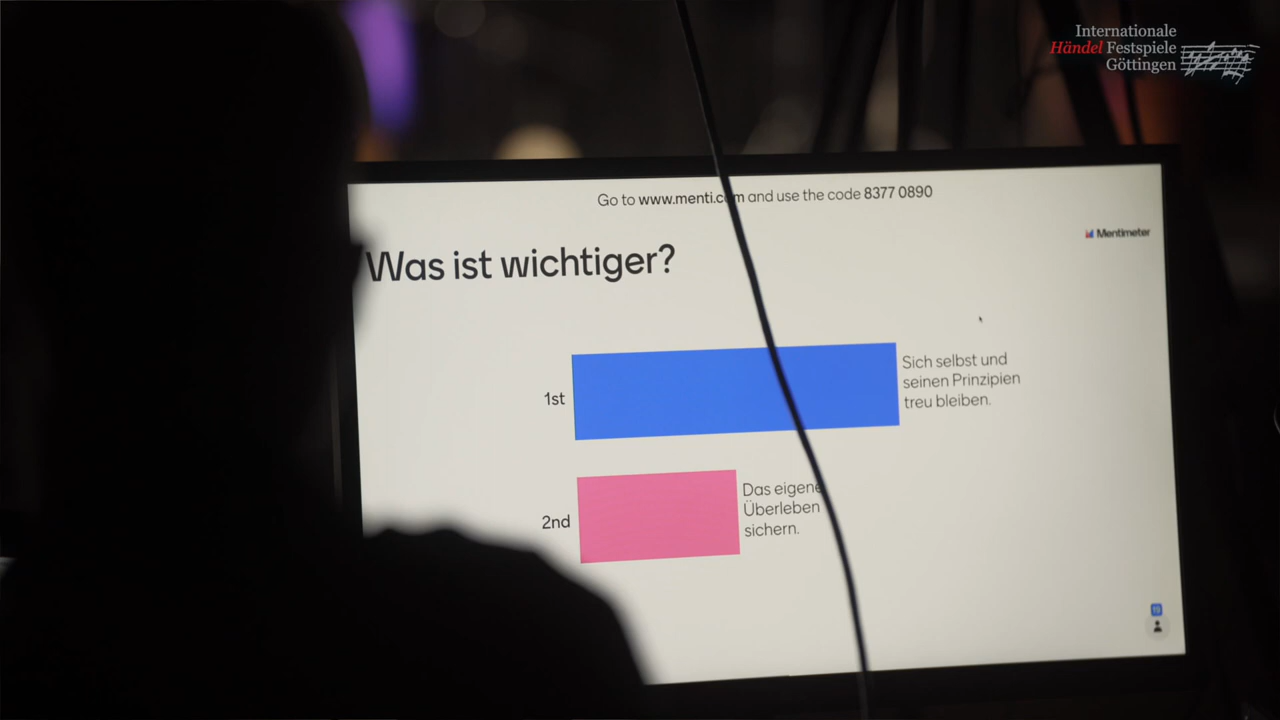 Internationale
Händel Festspiele
Göttingen
Go to www.menti.com and use the code 8377 0890
Mentimeter
Was ist wichtiger?
1st
Sich selbst und
seinen Prinzipien
treu bleiben.
2nd
Das eigene
Überleben
sichern.